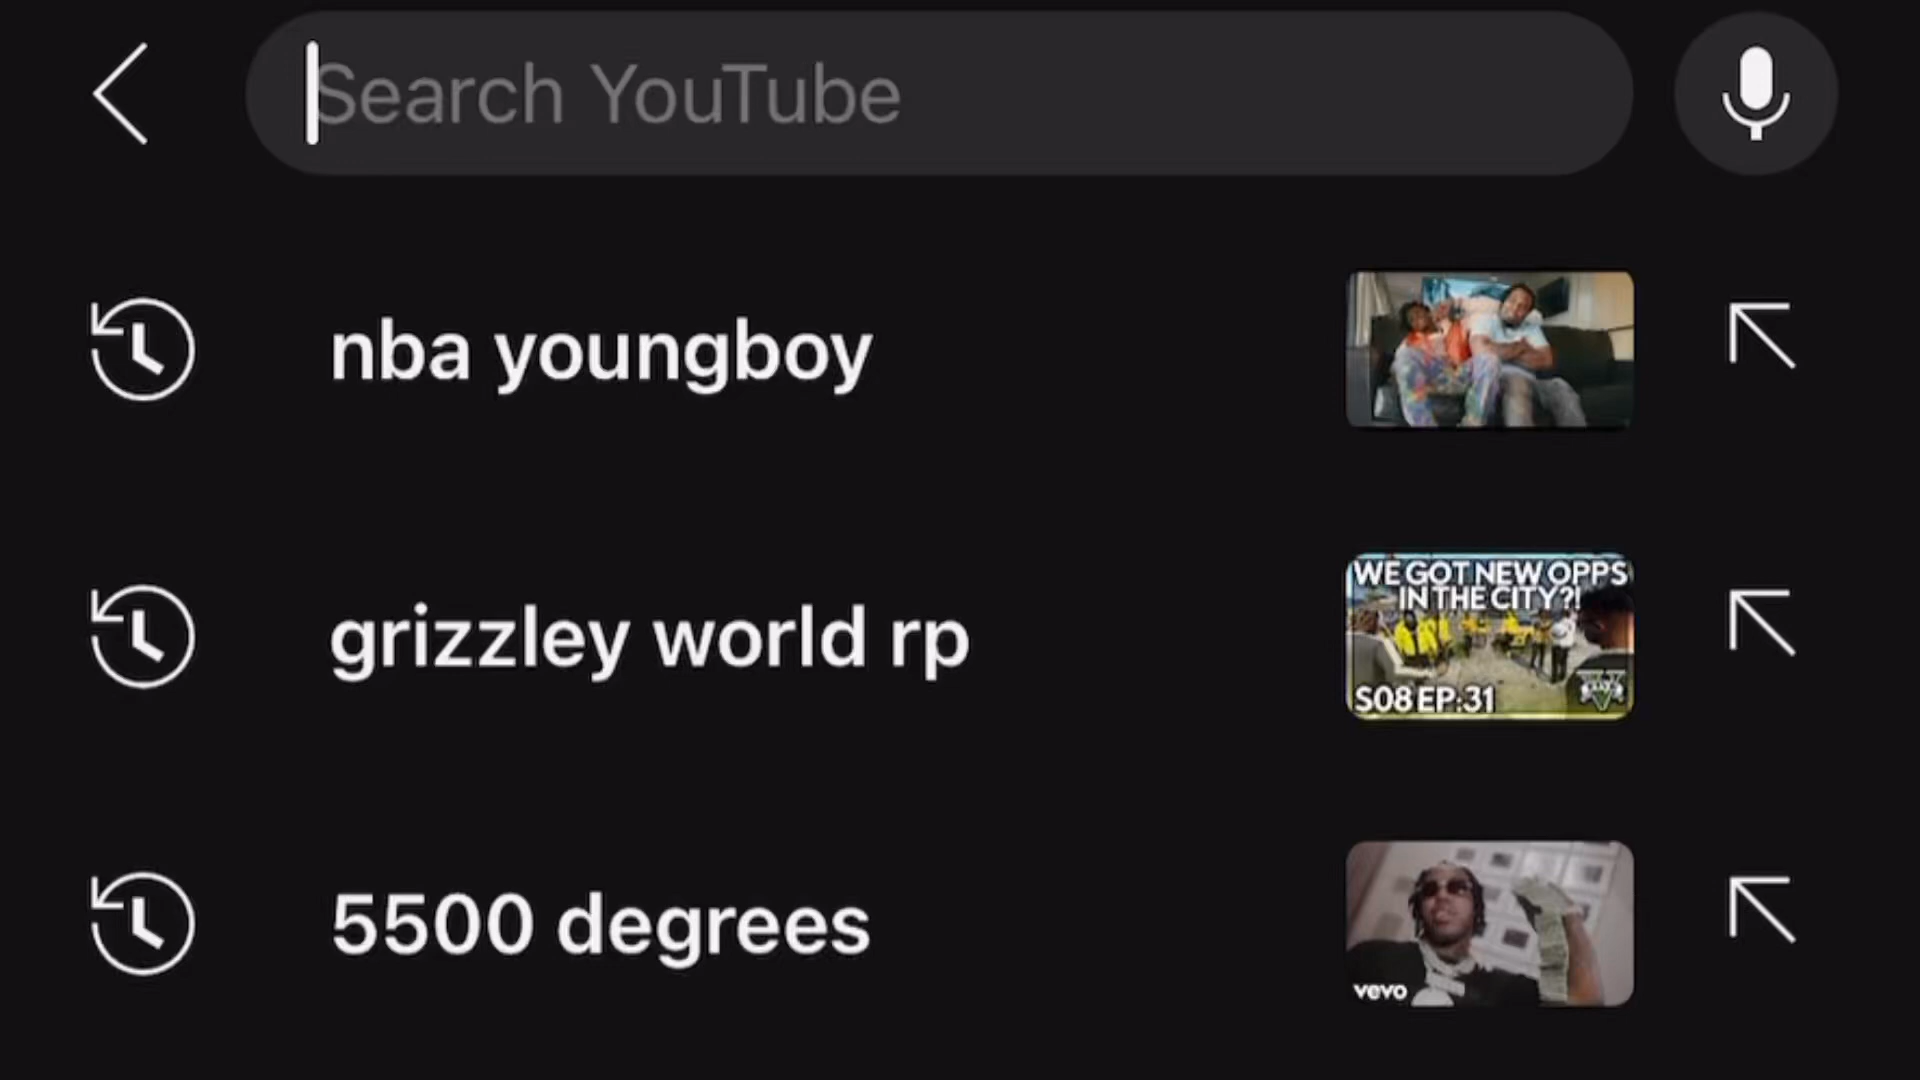 Search YouTube
nba youngboy
grizzley world rp
WE GOT NEW OPPS
IN THE CITY?!
S08 EP:31
5500 degrees
vevo